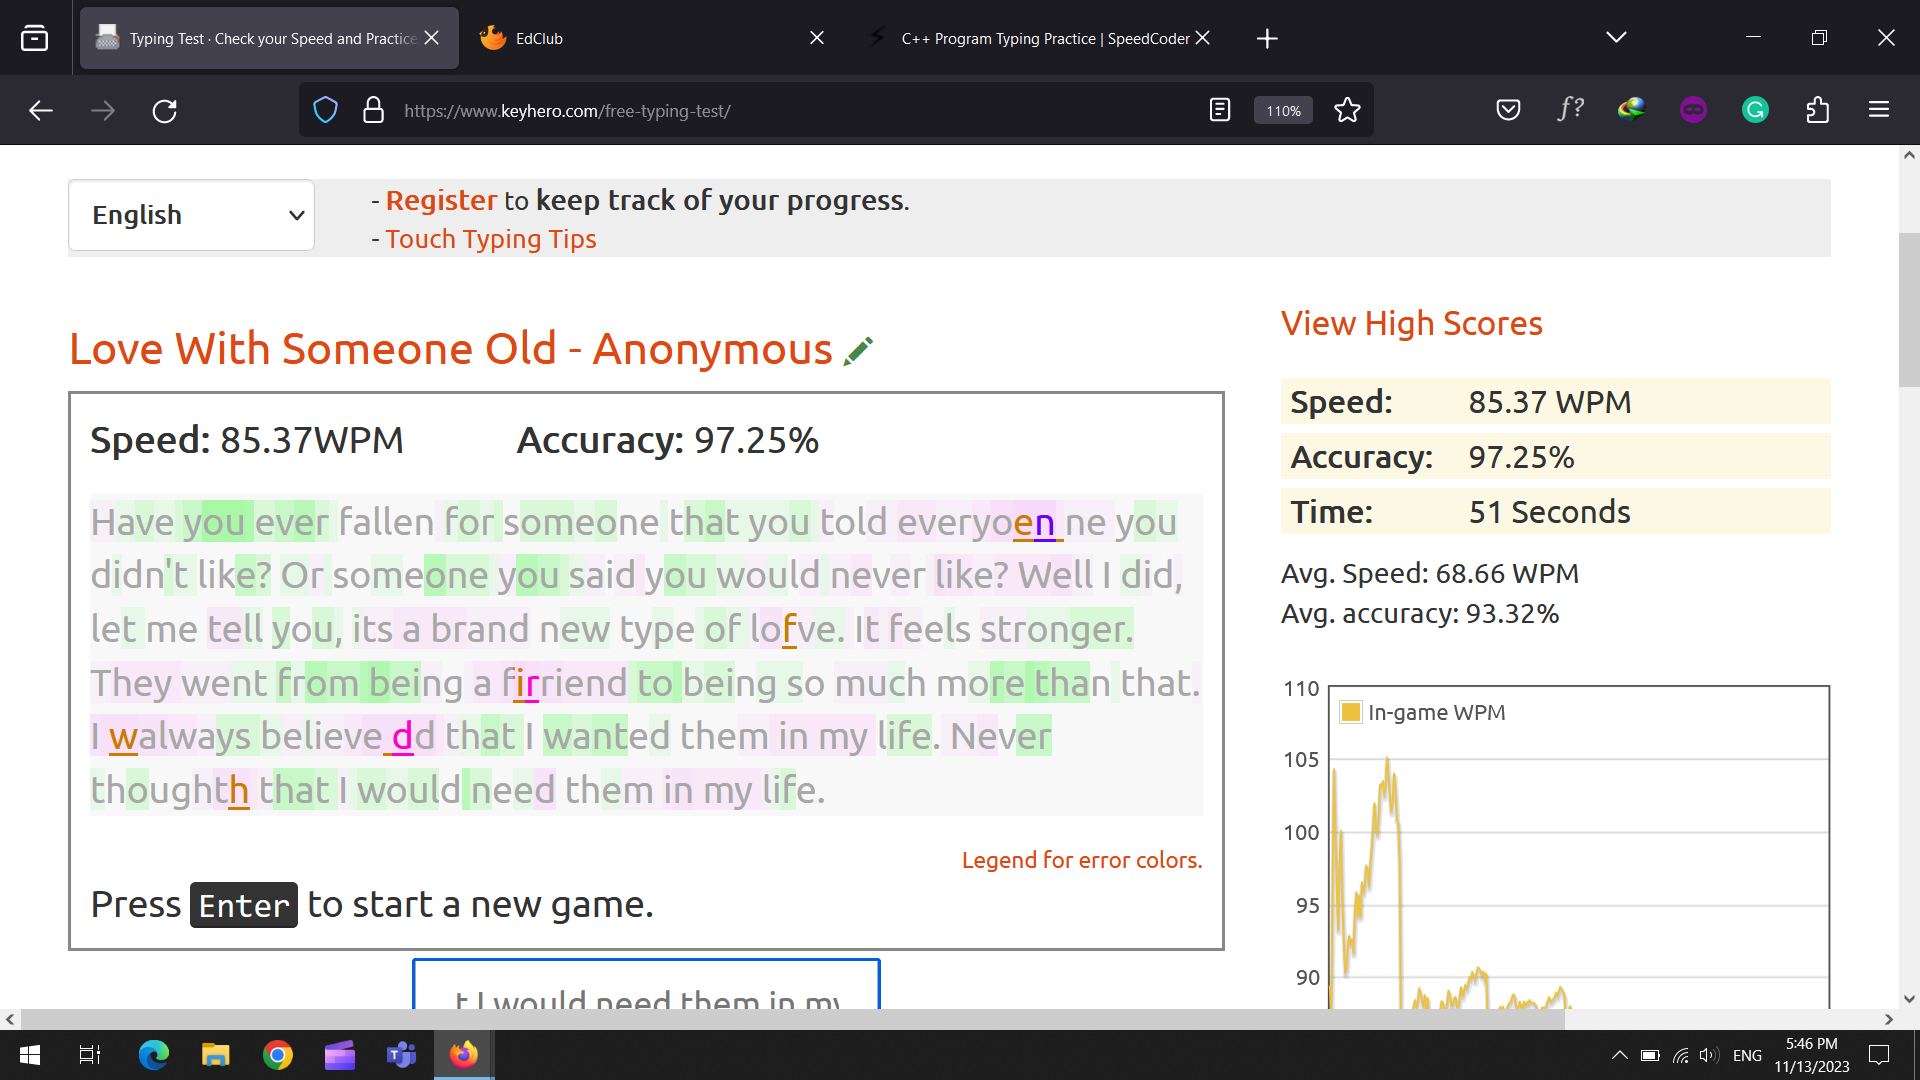 Typing Test · Check your Speed and Practice
EdClub
C++ Program Typing Practice | SpeedCoder
https://www.keyhero.com/free-typing-test/
110%
f?
English
- Register to keep track of your progress.
- Touch Typing Tips
Love With Someone Old - Anonymous
Speed: 85.37WPM Accuracy: 97.25%
Have you ever fallen for someone that you told everyoen ne you
didn't like? Or someone you said you would never like? Well I did,
let me tell you, its a brand new type of lofve. It feels stronger.
They went from being a firriend to being so much more than that.
I walways believe dd that I wanted them in my life. Never
thoughth that I would need them in my life.
Legend for error colors.
Press Enter to start a new game.
t I would need them in my
View High Scores
Speed: 85.37 WPM
Accuracy: 97.25%
Time: 51 Seconds
Avg. Speed: 68.66 WPM
Avg. accuracy: 93.32%
110
In-game WPM
105
100
95
90
ENG
5:46 PM
11/13/2023